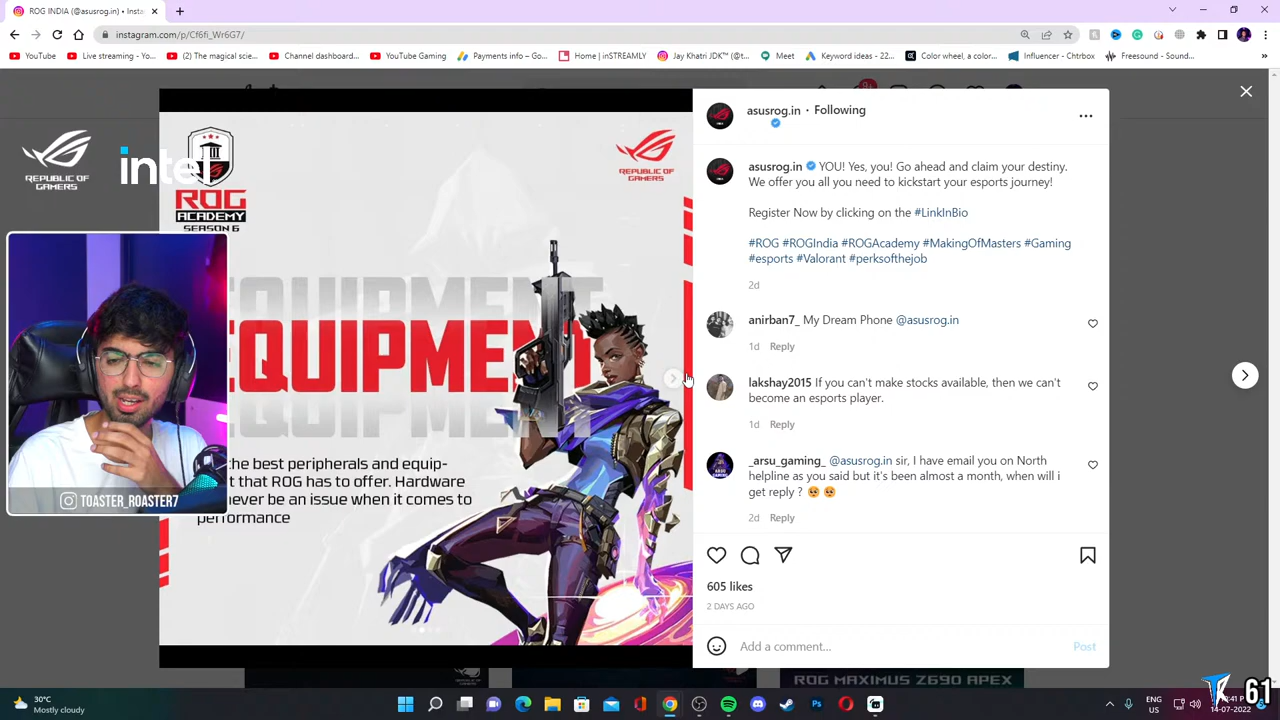 ROG INDIA (@asusrog.in) • Insta
instagram.com/p/Cf6fi_Wr6G7/
YouTube
Live streaming - Yo...
(2) The magical scie...
Channel dashboard...
YouTube Gaming
Payments info – Go...
Home | inSTREAMLY
Jay Khatri JDK™ (@t...
Meet
Keyword ideas - 27...
Color wheel, a color...
Influencer - Chtrbox
Freesound - Sound...
»
REPUBLIC OF
GAMERS
intel
ROG
ACADEMY
SEASON 6
REPUBLIC OF
GAMERS
EQUIPMENT
EQUIPMENT
EQUIPMENT
the best peripherals and equip-
t that ROG has to offer. Hardware
never be an issue when it comes to
performance
TOASTER_ROASTER7
asusrog.in • Following
asusrog.in YOU! Yes, you! Go ahead and claim your destiny.
We offer you all you need to kickstart your esports journey!
Register Now by clicking on the #LinkInBio
#ROG #ROGIndia #ROGAcademy #MakingOfMasters #Gaming
#esports #Valorant #perksofthejob
2d
anirban7_ My Dream Phone @asusrog.in
1d Reply
lakshay2015 If you can't make stocks available, then we can't
become an esports player.
1d Reply
_arsu_gaming_ @asusrog.in sir, I have email you on North
helpline as you said but it's been almost a month, when will i
get reply ?
2d Reply
605 likes
2 DAYS AGO
Add a comment...
Post
ROG MAXIMUS Z690 APEX
30°C
Mostly cloudy
ENG
US
14-07-2022
61